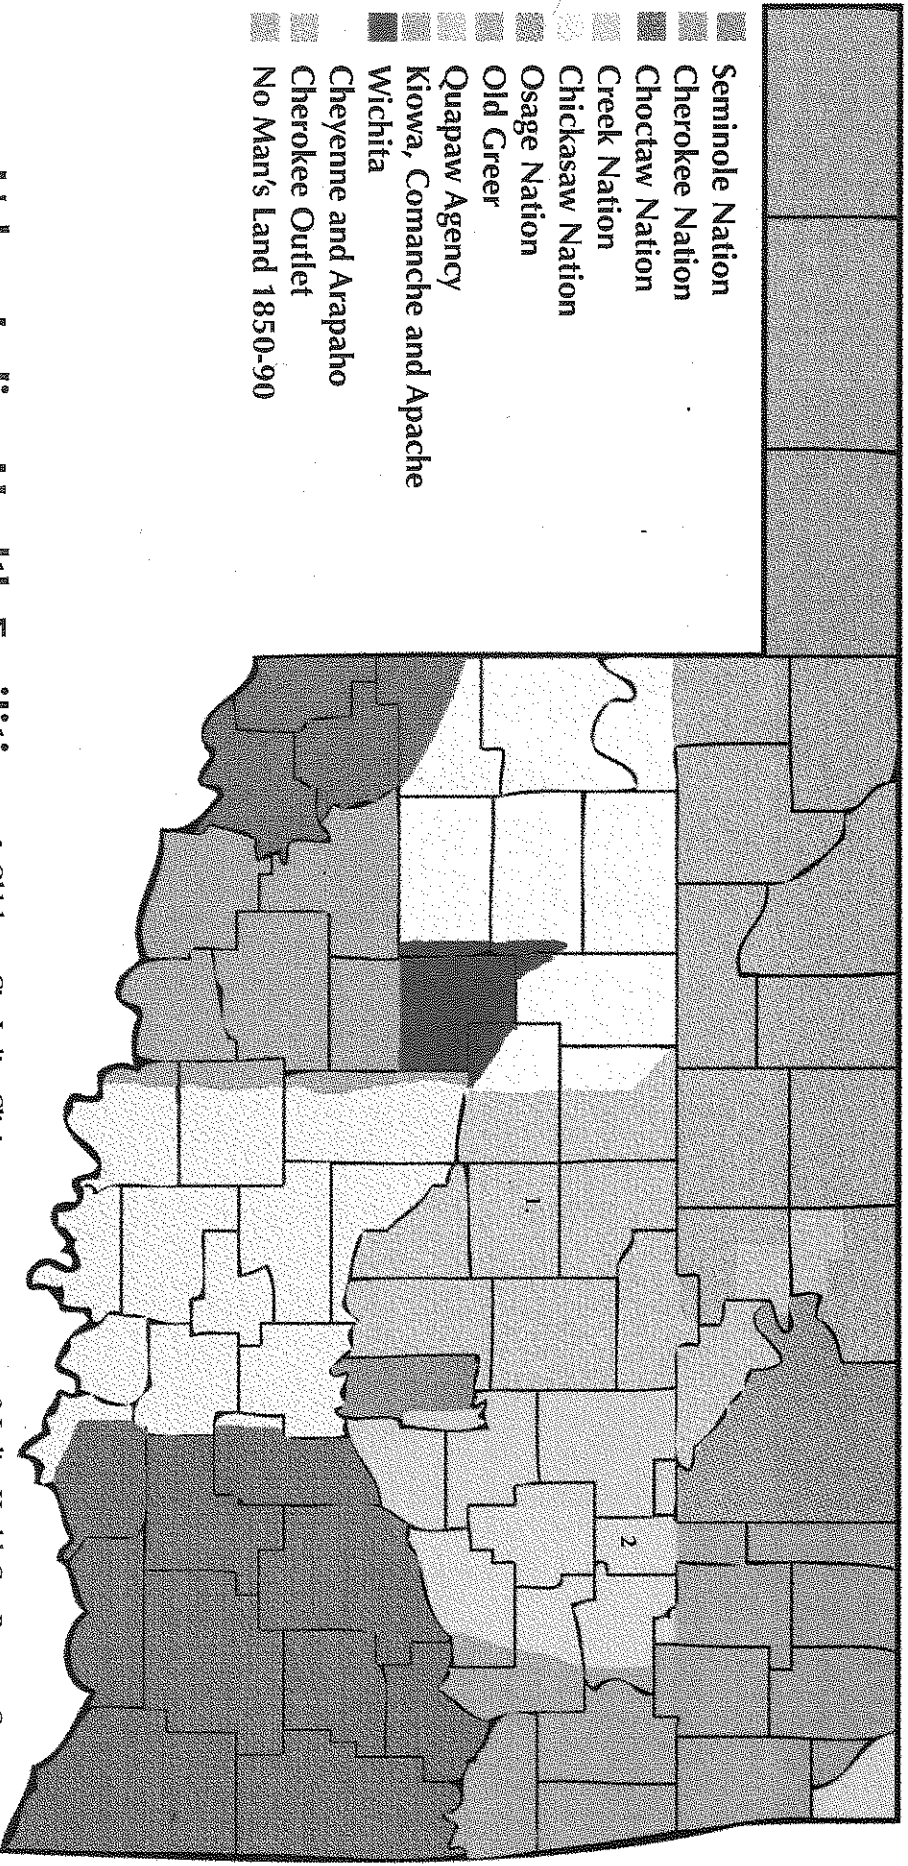 Seminole Nation
Cherokee Nation
Choctaw Nation
Creek Nation
Chickasaw Nation
Osage Nation
Old Greer
Quapaw Agency
Kiowa, Comanche and Apache
Wichita
Cheyenne and Arapaho
Cherokee Outlet
No Man's Land 1850-90
1.
2